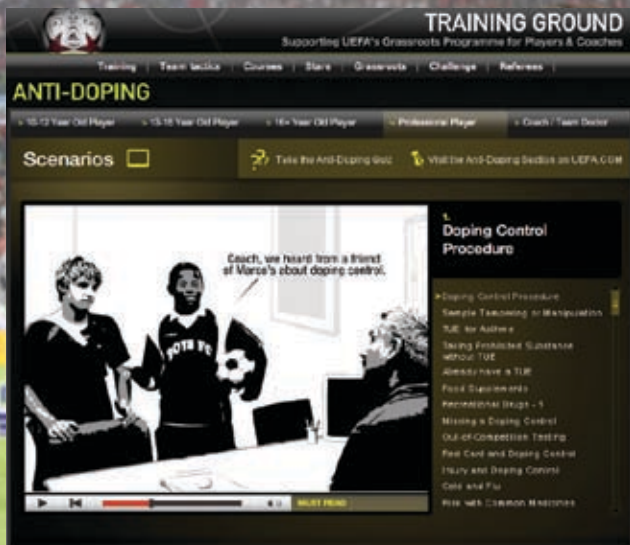 TRAINING GROUND
Supporting UEFA's Grassroots Programme for Players & Coaches
Training | Team tactics | Courses | Stars | Grassroots | Challenge | Referees |
ANTI-DOPING
10-12 Year Old Player
13-15 Year Old Player
16+ Year Old Player
Professional Player
Coach / Team Doctor
Scenarios
Take the Anti-Doping Quiz
Visit the Anti-Doping Section on UEFA.COM
Coach, we heard from a friend
of Marco's about doping control.
1.
Doping Control
Procedure
Doping Control Procedure
Sample Tampering or Manipulation
TUE for Asthma
Taking Prohibited Substance
without TUE
Already have a TUE
Food Supplements
Recreational Drugs - 1
Missing a Doping Control
Out-of-Competition Testing
Red Card and Doping Control
Injury and Doping Control
Cold and Flu
Risk with Common Medicines
MUST READ